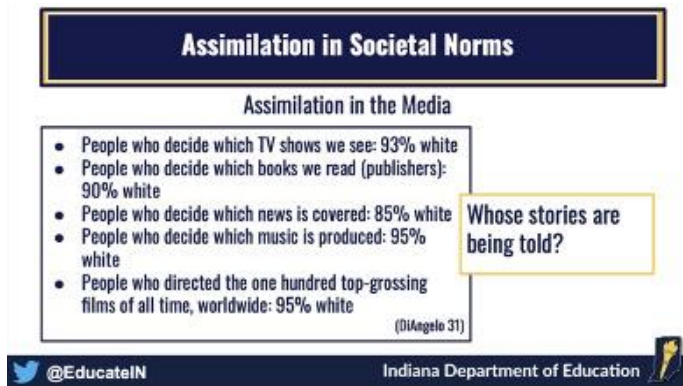 Assimilation in Societal Norms
Assimilation in the Media
● People who decide which TV shows we see: 93% white
● People who decide which books we read (publishers):
90% white
● People who decide which news is covered: 85% white
● People who decide which music is produced: 95%
white
● People who directed the one hundred top-grossing
films of all time, worldwide: 95% white
(DiAngelo 31)
Whose stories are
being told?
@EducateIN
Indiana Department of Education